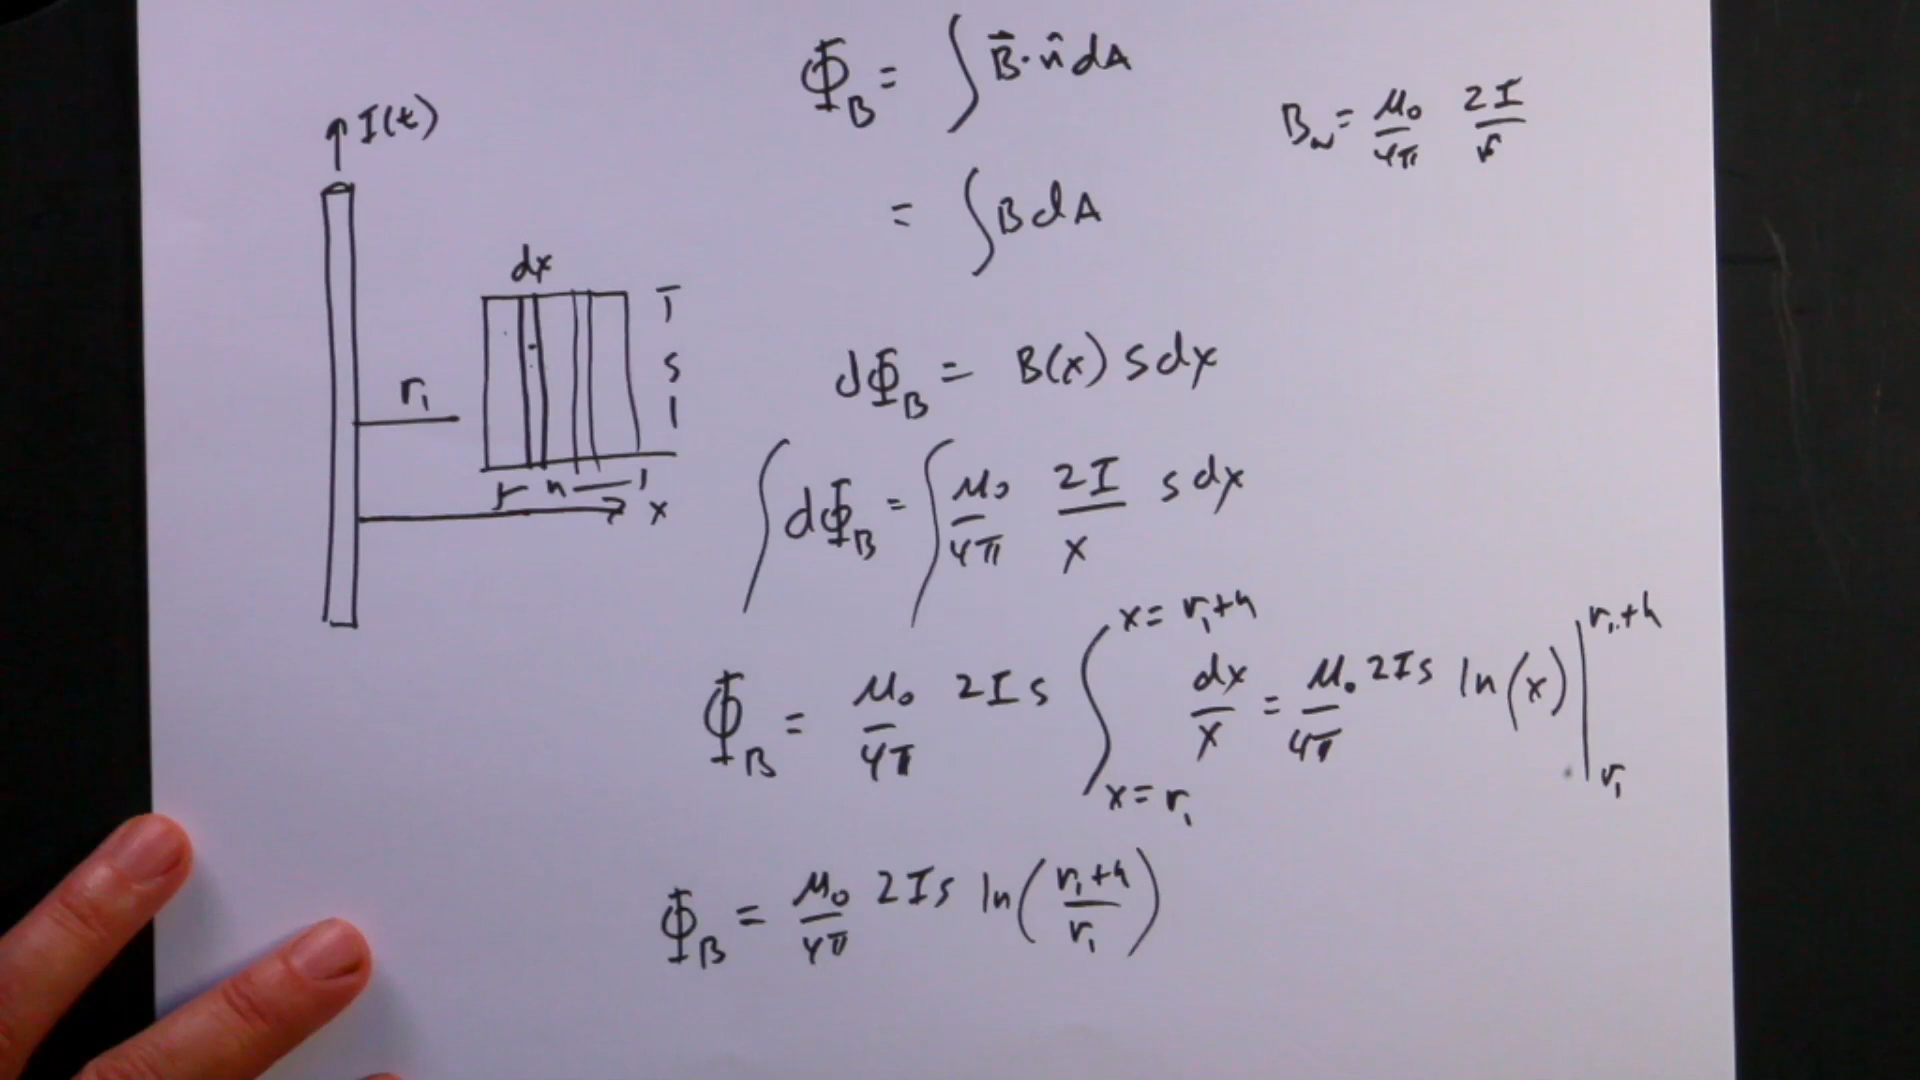 Φ_B = ∫ B⃗·n̂ dA
B_w = μ₀/4π 2I/r
= ∫ B dA
↑ I(t)
dx
r₁
s
h
x
dΦ_B = B(x) s dx
∫ dΦ_B = ∫ μ₀/4π 2I/x s dx
Φ_B = μ₀/4π 2Is ∫_{x=r₁}^{x=r₁+h} dx/x = μ₀/4π 2Is ln(x) |_{r₁}^{r₁+h}
Φ_B = μ₀/4π 2Is ln((r₁+h)/r₁)